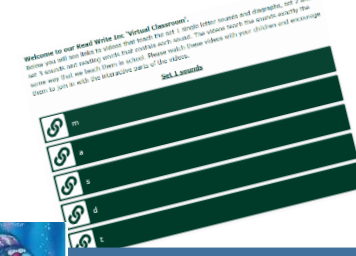 Welcome to our Read Write Inc "Virtual Classroom".
Below you will see links to videos that teach the set 1 single letter sounds and diagraphs, set 2 and
set 3 sounds and reading words that contain each sound. The videos teach the sounds exactly the
same way that we teach them in school. Please watch these videos with your children and encourage
them to join in with the interactive parts of the videos.
Set 1 sounds
m
a
s
d
t